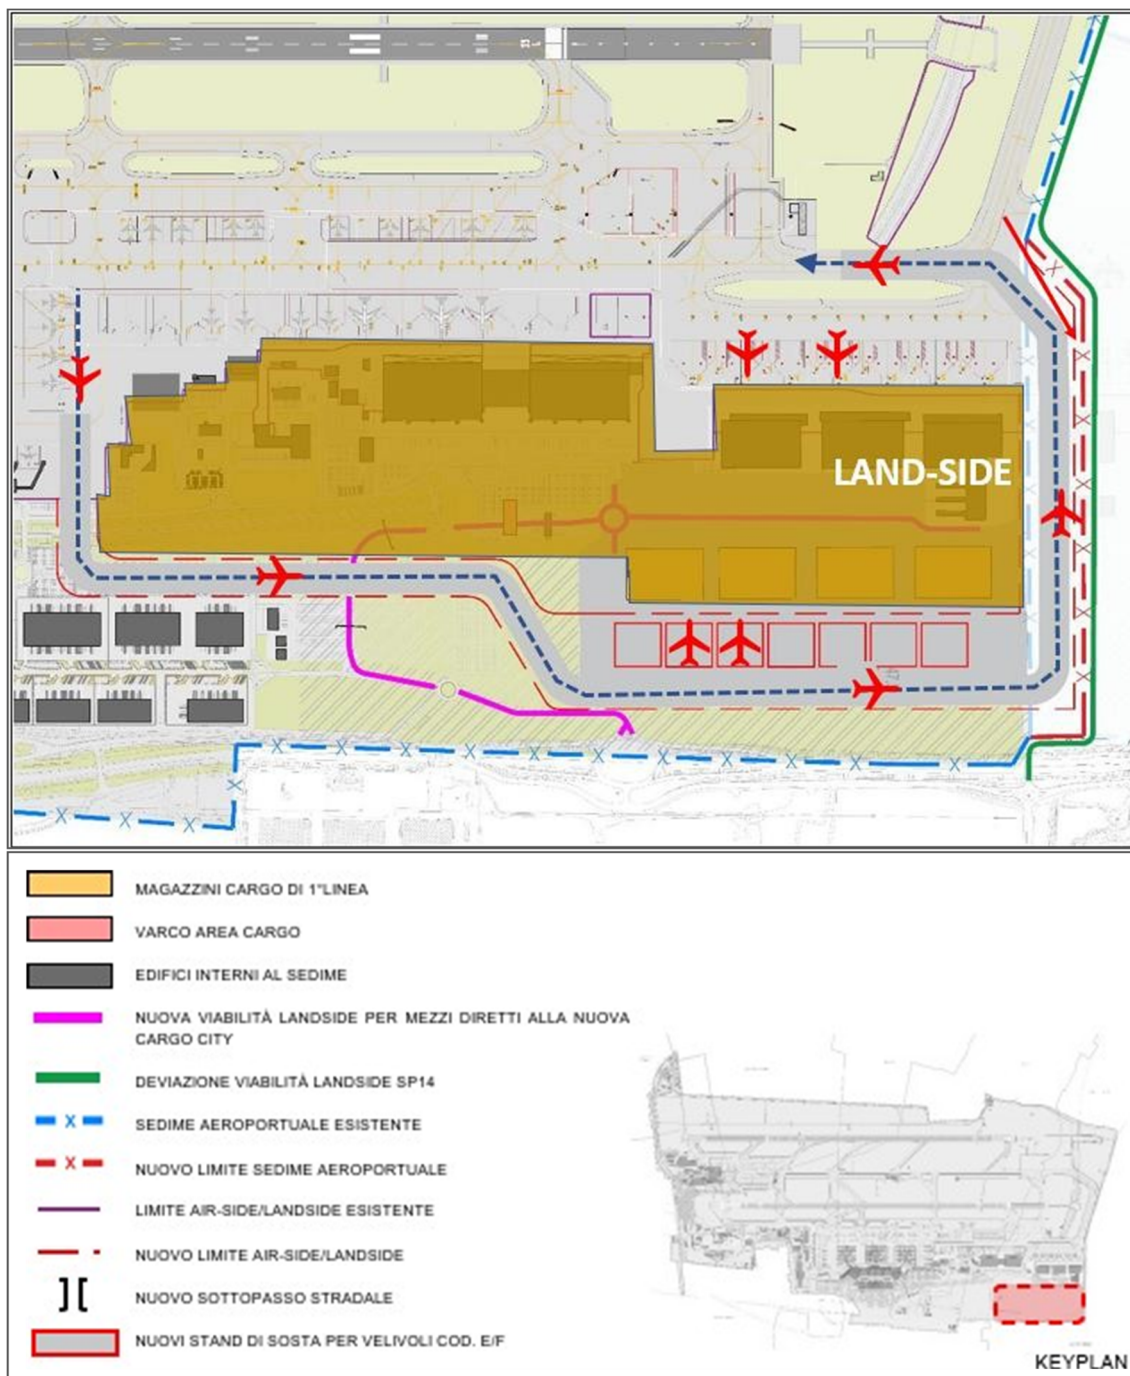 LAND-SIDE
MAGAZZINI CARGO DI 1°LINEA
VARCO AREA CARGO
EDIFICI INTERNI AL SEDIME
NUOVA VIABILITÀ LANDSIDE PER MEZZI DIRETTI ALLA NUOVA
CARGO CITY
DEVIAZIONE VIABILITÀ LANDSIDE SP14
SEDIME AEROPORTUALE ESISTENTE
NUOVO LIMITE SEDIME AEROPORTUALE
LIMITE AIR-SIDE/LANDSIDE ESISTENTE
NUOVO LIMITE AIR-SIDE/LANDSIDE
NUOVO SOTTOPASSO STRADALE
NUOVI STAND DI SOSTA PER VELIVOLI COD. E/F
KEYPLAN